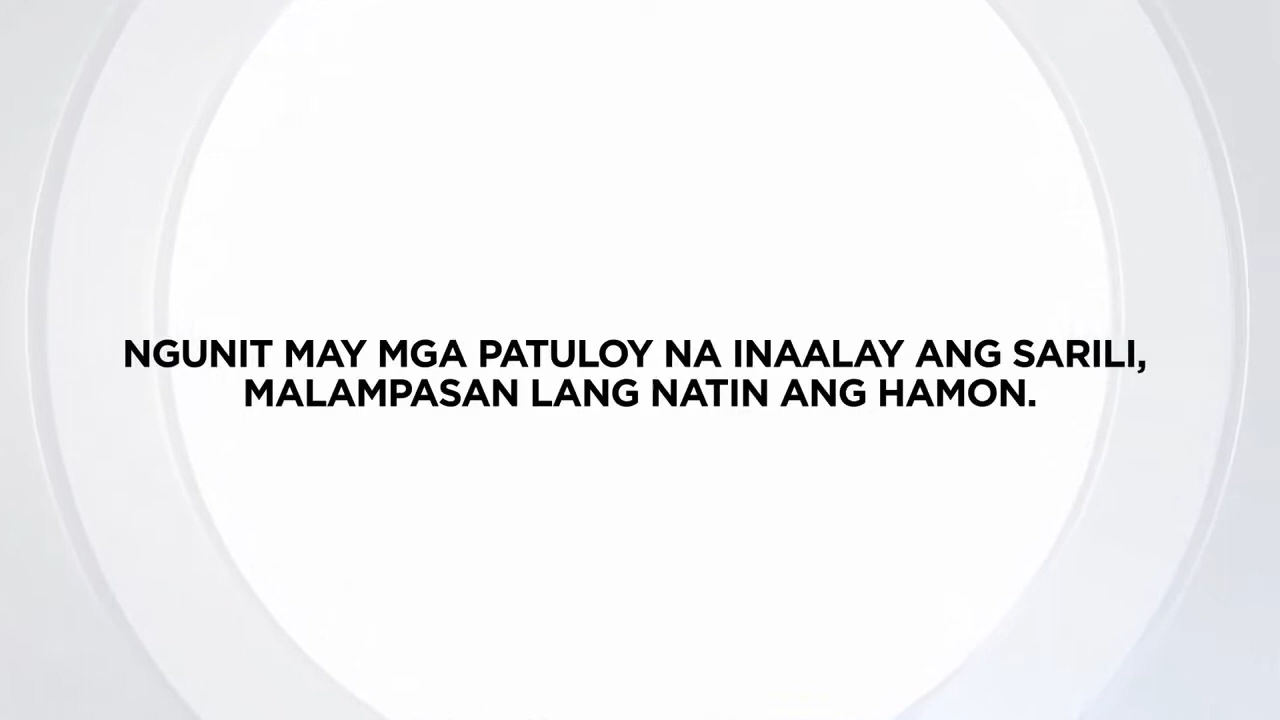 NGUNIT MAY MGA PATULOY NA INAALAY ANG SARILI,
MALAMPASAN LANG NATIN ANG HAMON.